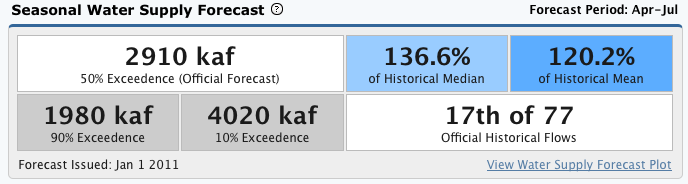 Seasonal Water Supply Forecast ?
Forecast Period: Apr-Jul
2910 kaf
50% Exceedence (Official Forecast)
136.6%
of Historical Median
120.2%
of Historical Mean
1980 kaf
90% Exceedence
4020 kaf
10% Exceedence
17th of 77
Official Historical Flows
Forecast Issued: Jan 1 2011
View Water Supply Forecast Plot